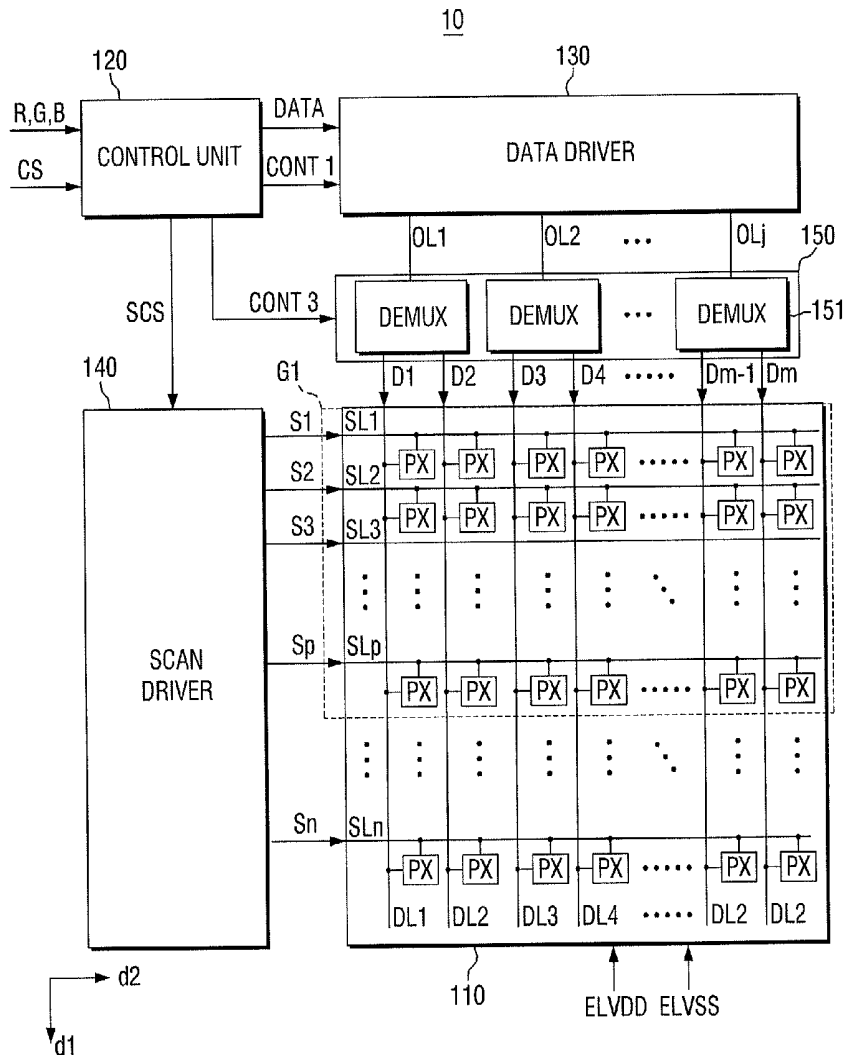 10
120
130
R,G,B
CS
CONTROL UNIT
DATA
CONT 1
DATA DRIVER
OL1 OL2 ... OLj
150
SCS
CONT 3
DEMUX DEMUX ... DEMUX
151
140
G1
D1 D2 D3 D4 ..... Dm-1 Dm
S1 SL1
PX PX PX PX ..... PX PX
S2 SL2
PX PX PX PX ..... PX PX
S3 SL3
SCAN DRIVER
Sp SLp
PX PX PX PX ..... PX PX
Sn SLn
PX PX PX PX ..... PX PX
DL1 DL2 DL3 DL4 ..... DL2 DL2
110
ELVDD ELVSS
d2
d1